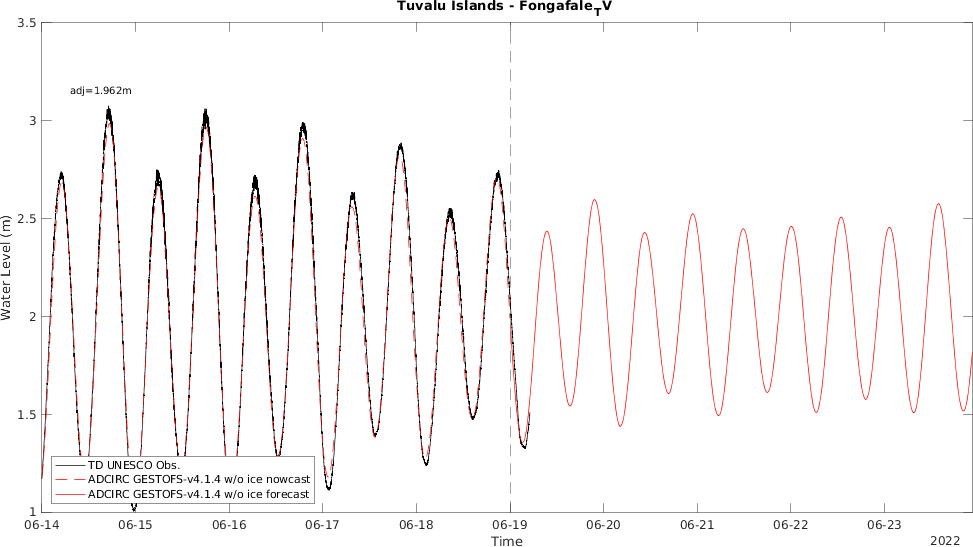 Tuvalu Islands - Fongafale_TV
3.5
adj=1.962m
3
2.5
Water Level (m)
2
1.5
TD UNESCO Obs.
ADCIRC GESTOFS-v4.1.4 w/o ice nowcast
ADCIRC GESTOFS-v4.1.4 w/o ice forecast
1
06-14 06-15 06-16 06-17 06-18 06-19 06-20 06-21 06-22 06-23
Time
2022